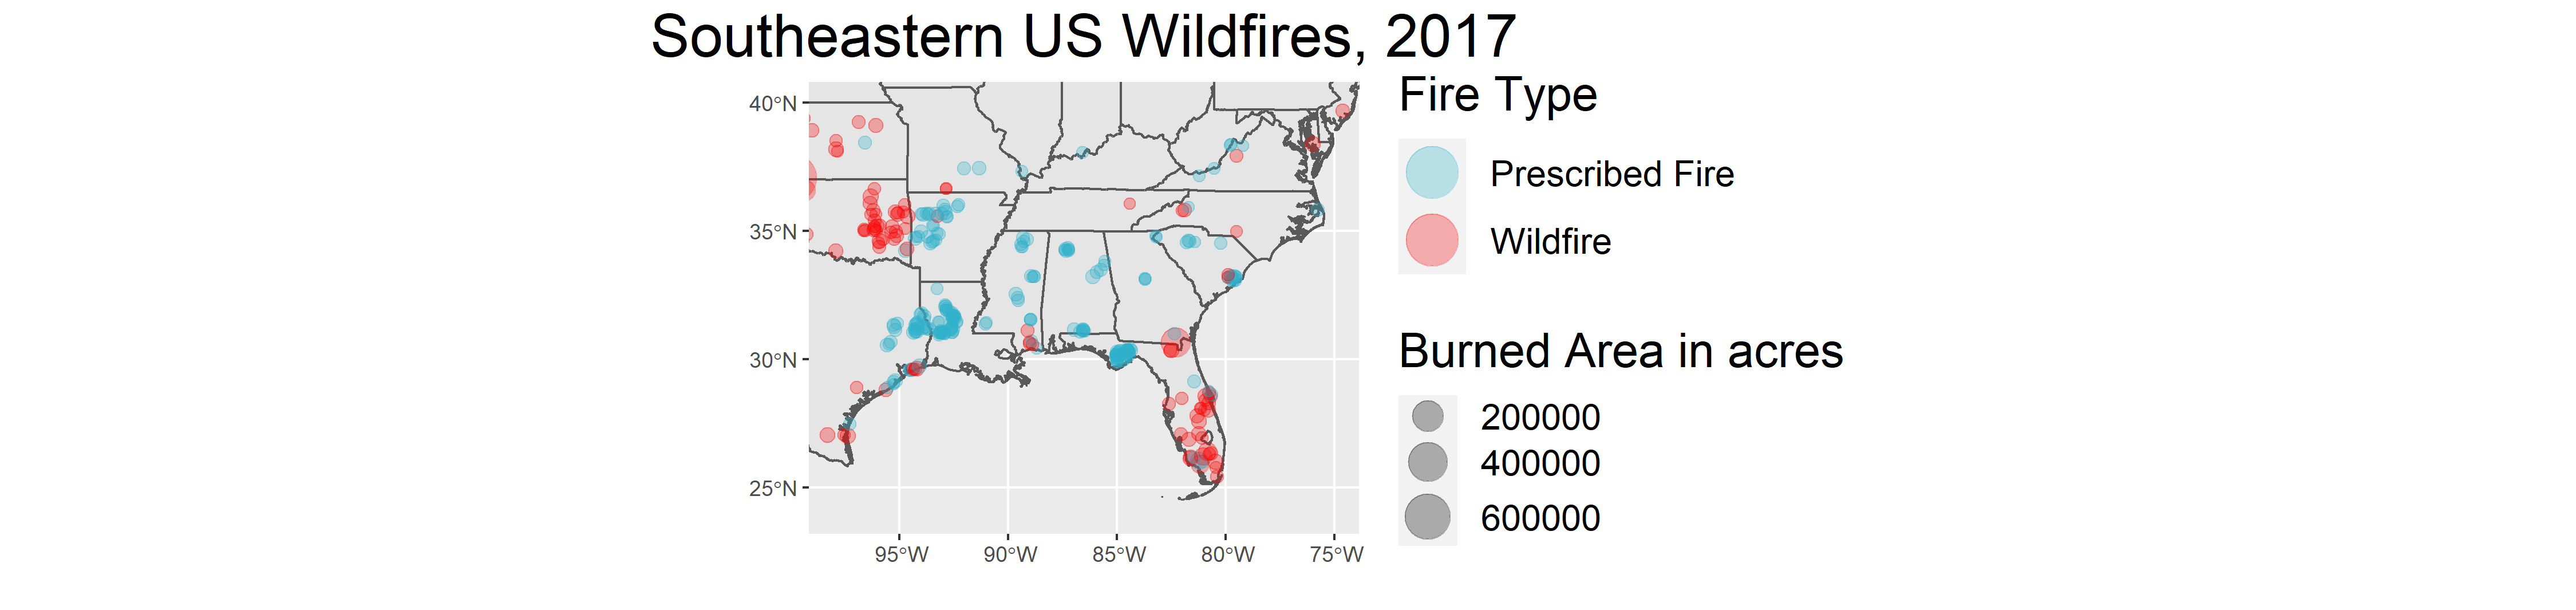 Southeastern US Wildfires, 2017
40°N
35°N
30°N
25°N
95°W 90°W 85°W 80°W 75°W
Fire Type
Prescribed Fire
Wildfire
Burned Area in acres
200000
400000
600000